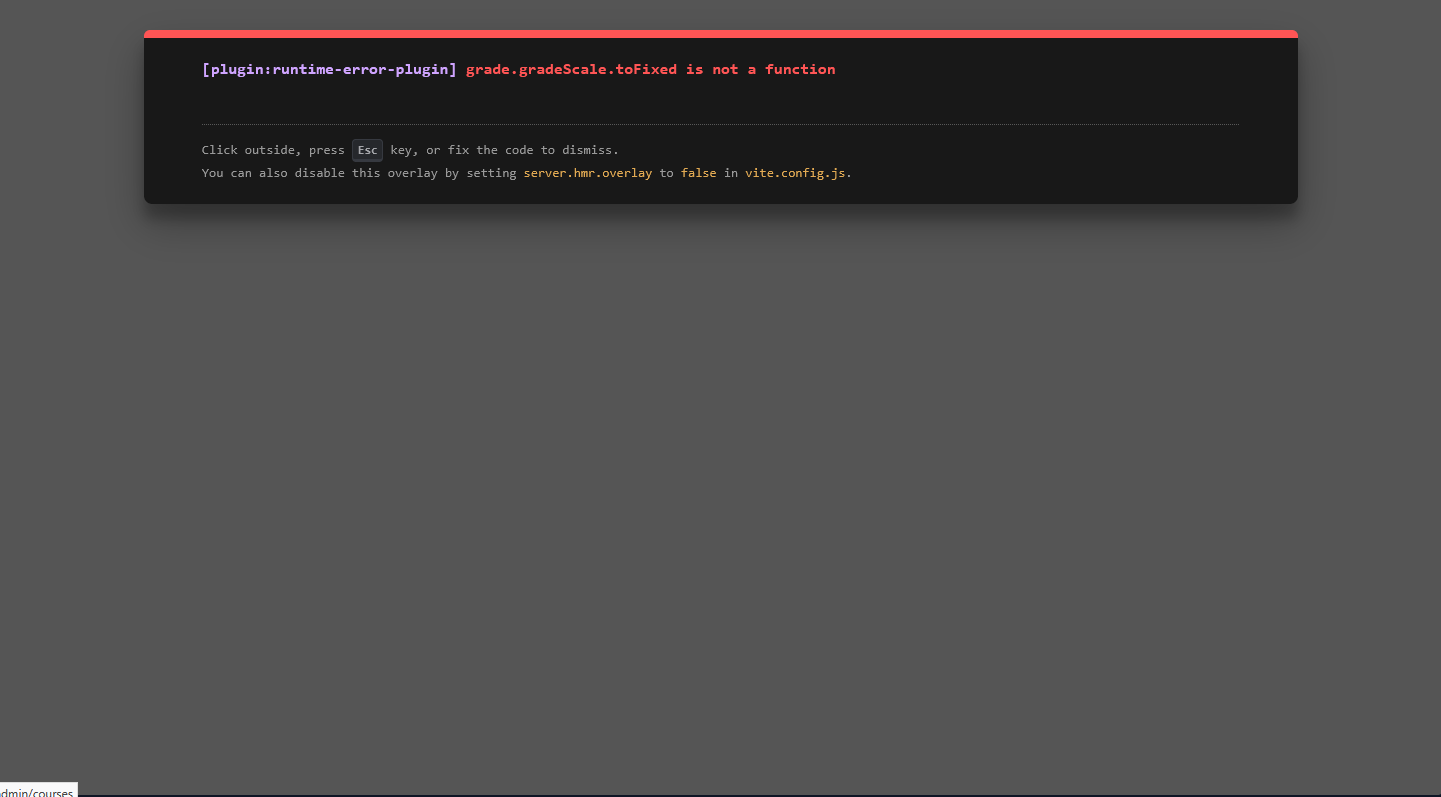 [plugin:runtime-error-plugin] grade.gradeScale.toFixed is not a function
Click outside, press Esc key, or fix the code to dismiss.
You can also disable this overlay by setting server.hmr.overlay to false in vite.config.js.
dmin/courses